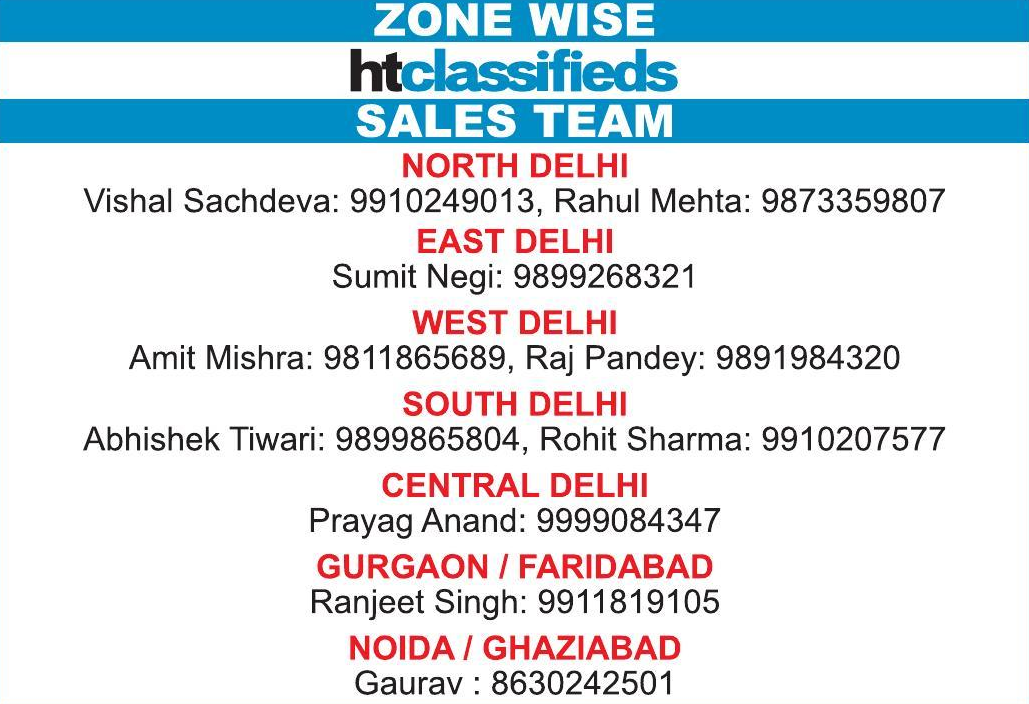 ZONE WISE
htclassifieds
SALES TEAM
NORTH DELHI
Vishal Sachdeva: 9910249013, Rahul Mehta: 9873359807
EAST DELHI
Sumit Negi: 9899268321
WEST DELHI
Amit Mishra: 9811865689, Raj Pandey: 9891984320
SOUTH DELHI
Abhishek Tiwari: 9899865804, Rohit Sharma: 9910207577
CENTRAL DELHI
Prayag Anand: 9999084347
GURGAON / FARIDABAD
Ranjeet Singh: 9911819105
NOIDA / GHAZIABAD
Gaurav : 8630242501